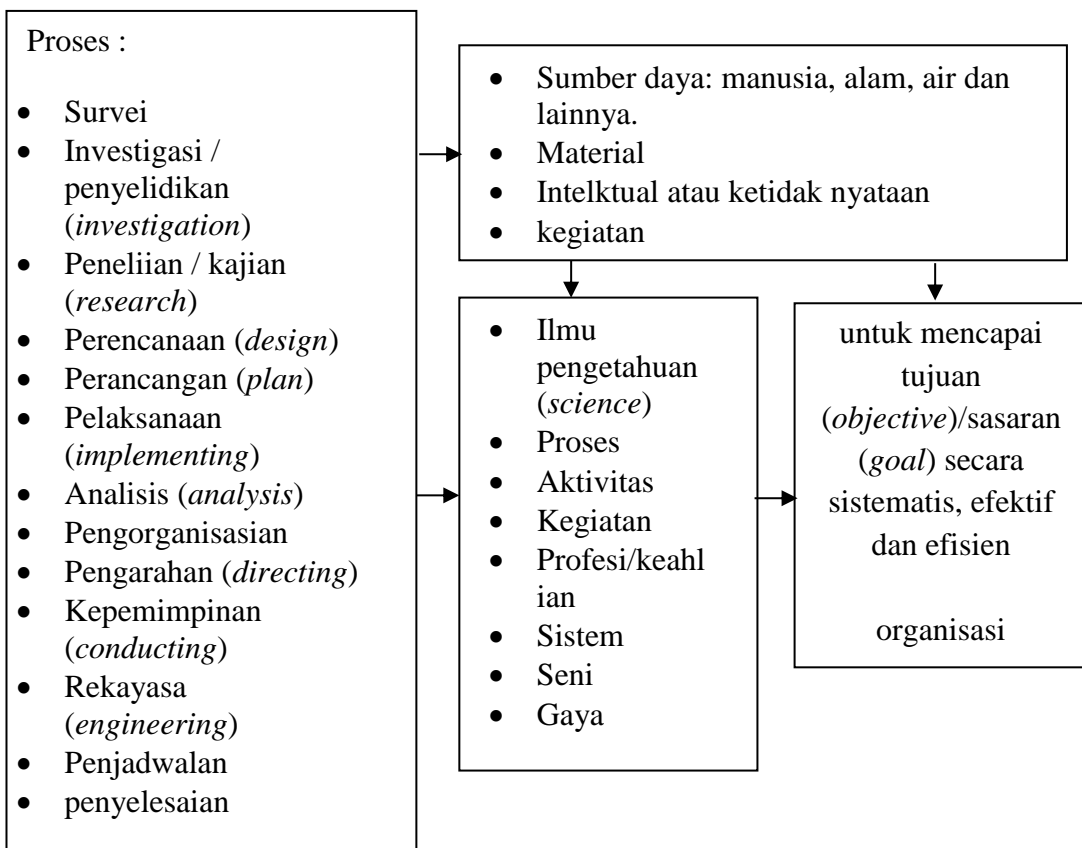 Proses :
• Survei
• Investigasi /
penyelidikan
(investigation)
• Peneliian / kajian
(research)
• Perencanaan (design)
• Perancangan (plan)
• Pelaksanaan
(implementing)
• Analisis (analysis)
• Pengorganisasian
• Pengarahan (directing)
• Kepemimpinan
(conducting)
• Rekayasa
(engineering)
• Penjadwalan
• penyelesaian
• Sumber daya: manusia, alam, air dan
lainnya.
• Material
• Intelktual atau ketidak nyataan
• kegiatan
• Ilmu
pengetahuan
(science)
• Proses
• Aktivitas
• Kegiatan
• Profesi/keahl
ian
• Sistem
• Seni
• Gaya
untuk mencapai
tujuan
(objective)/sasaran
(goal) secara
sistematis, efektif
dan efisien
organisasi